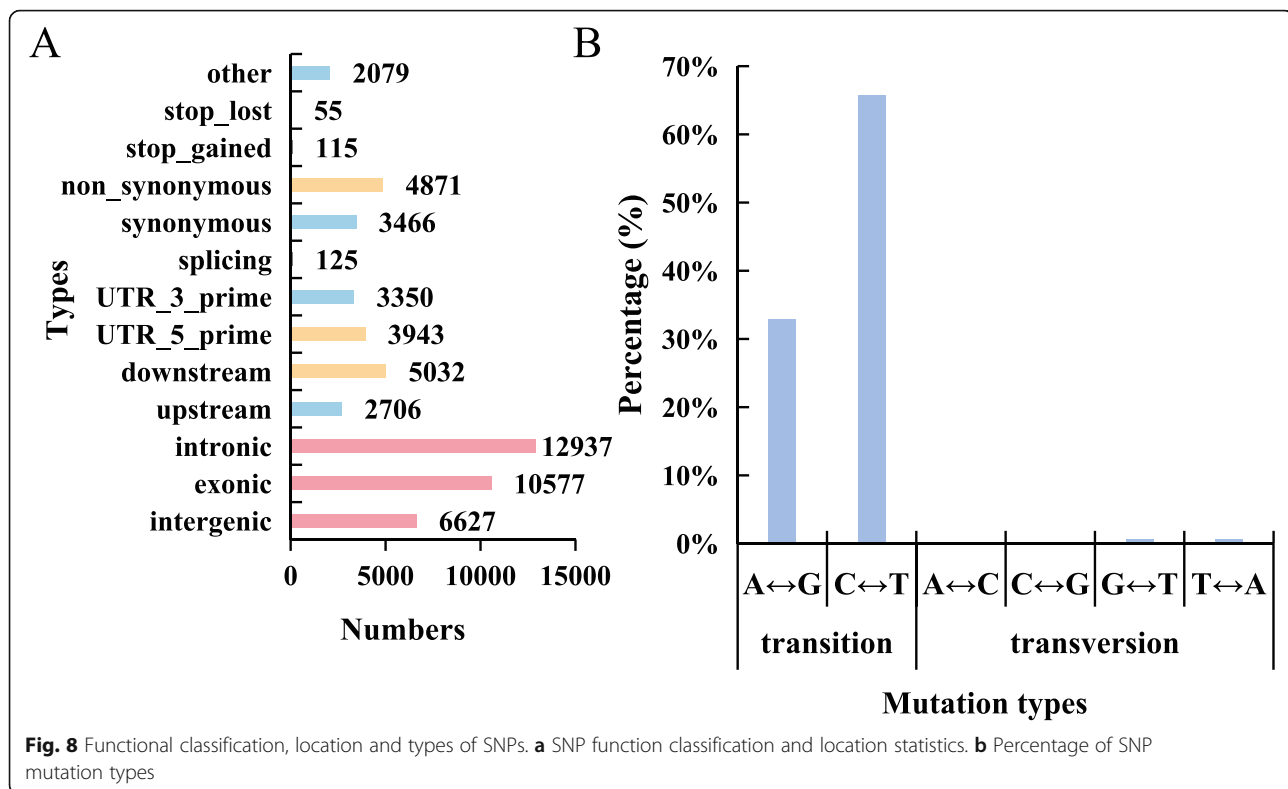 A
Types
other 2079
stop_lost 55
stop_gained 115
non_synonymous 4871
synonymous 3466
splicing 125
UTR_3_prime 3350
UTR_5_prime 3943
downstream 5032
upstream 2706
intronic 12937
exonic 10577
intergenic 6627
0 5000 10000 15000
Numbers
B
Percentage (%)
70%
60%
50%
40%
30%
20%
10%
0%
A↔G C↔T A↔C C↔G G↔T T↔A
transition transversion
Mutation types
Fig. 8 Functional classification, location and types of SNPs. a SNP function classification and location statistics. b Percentage of SNP
mutation types